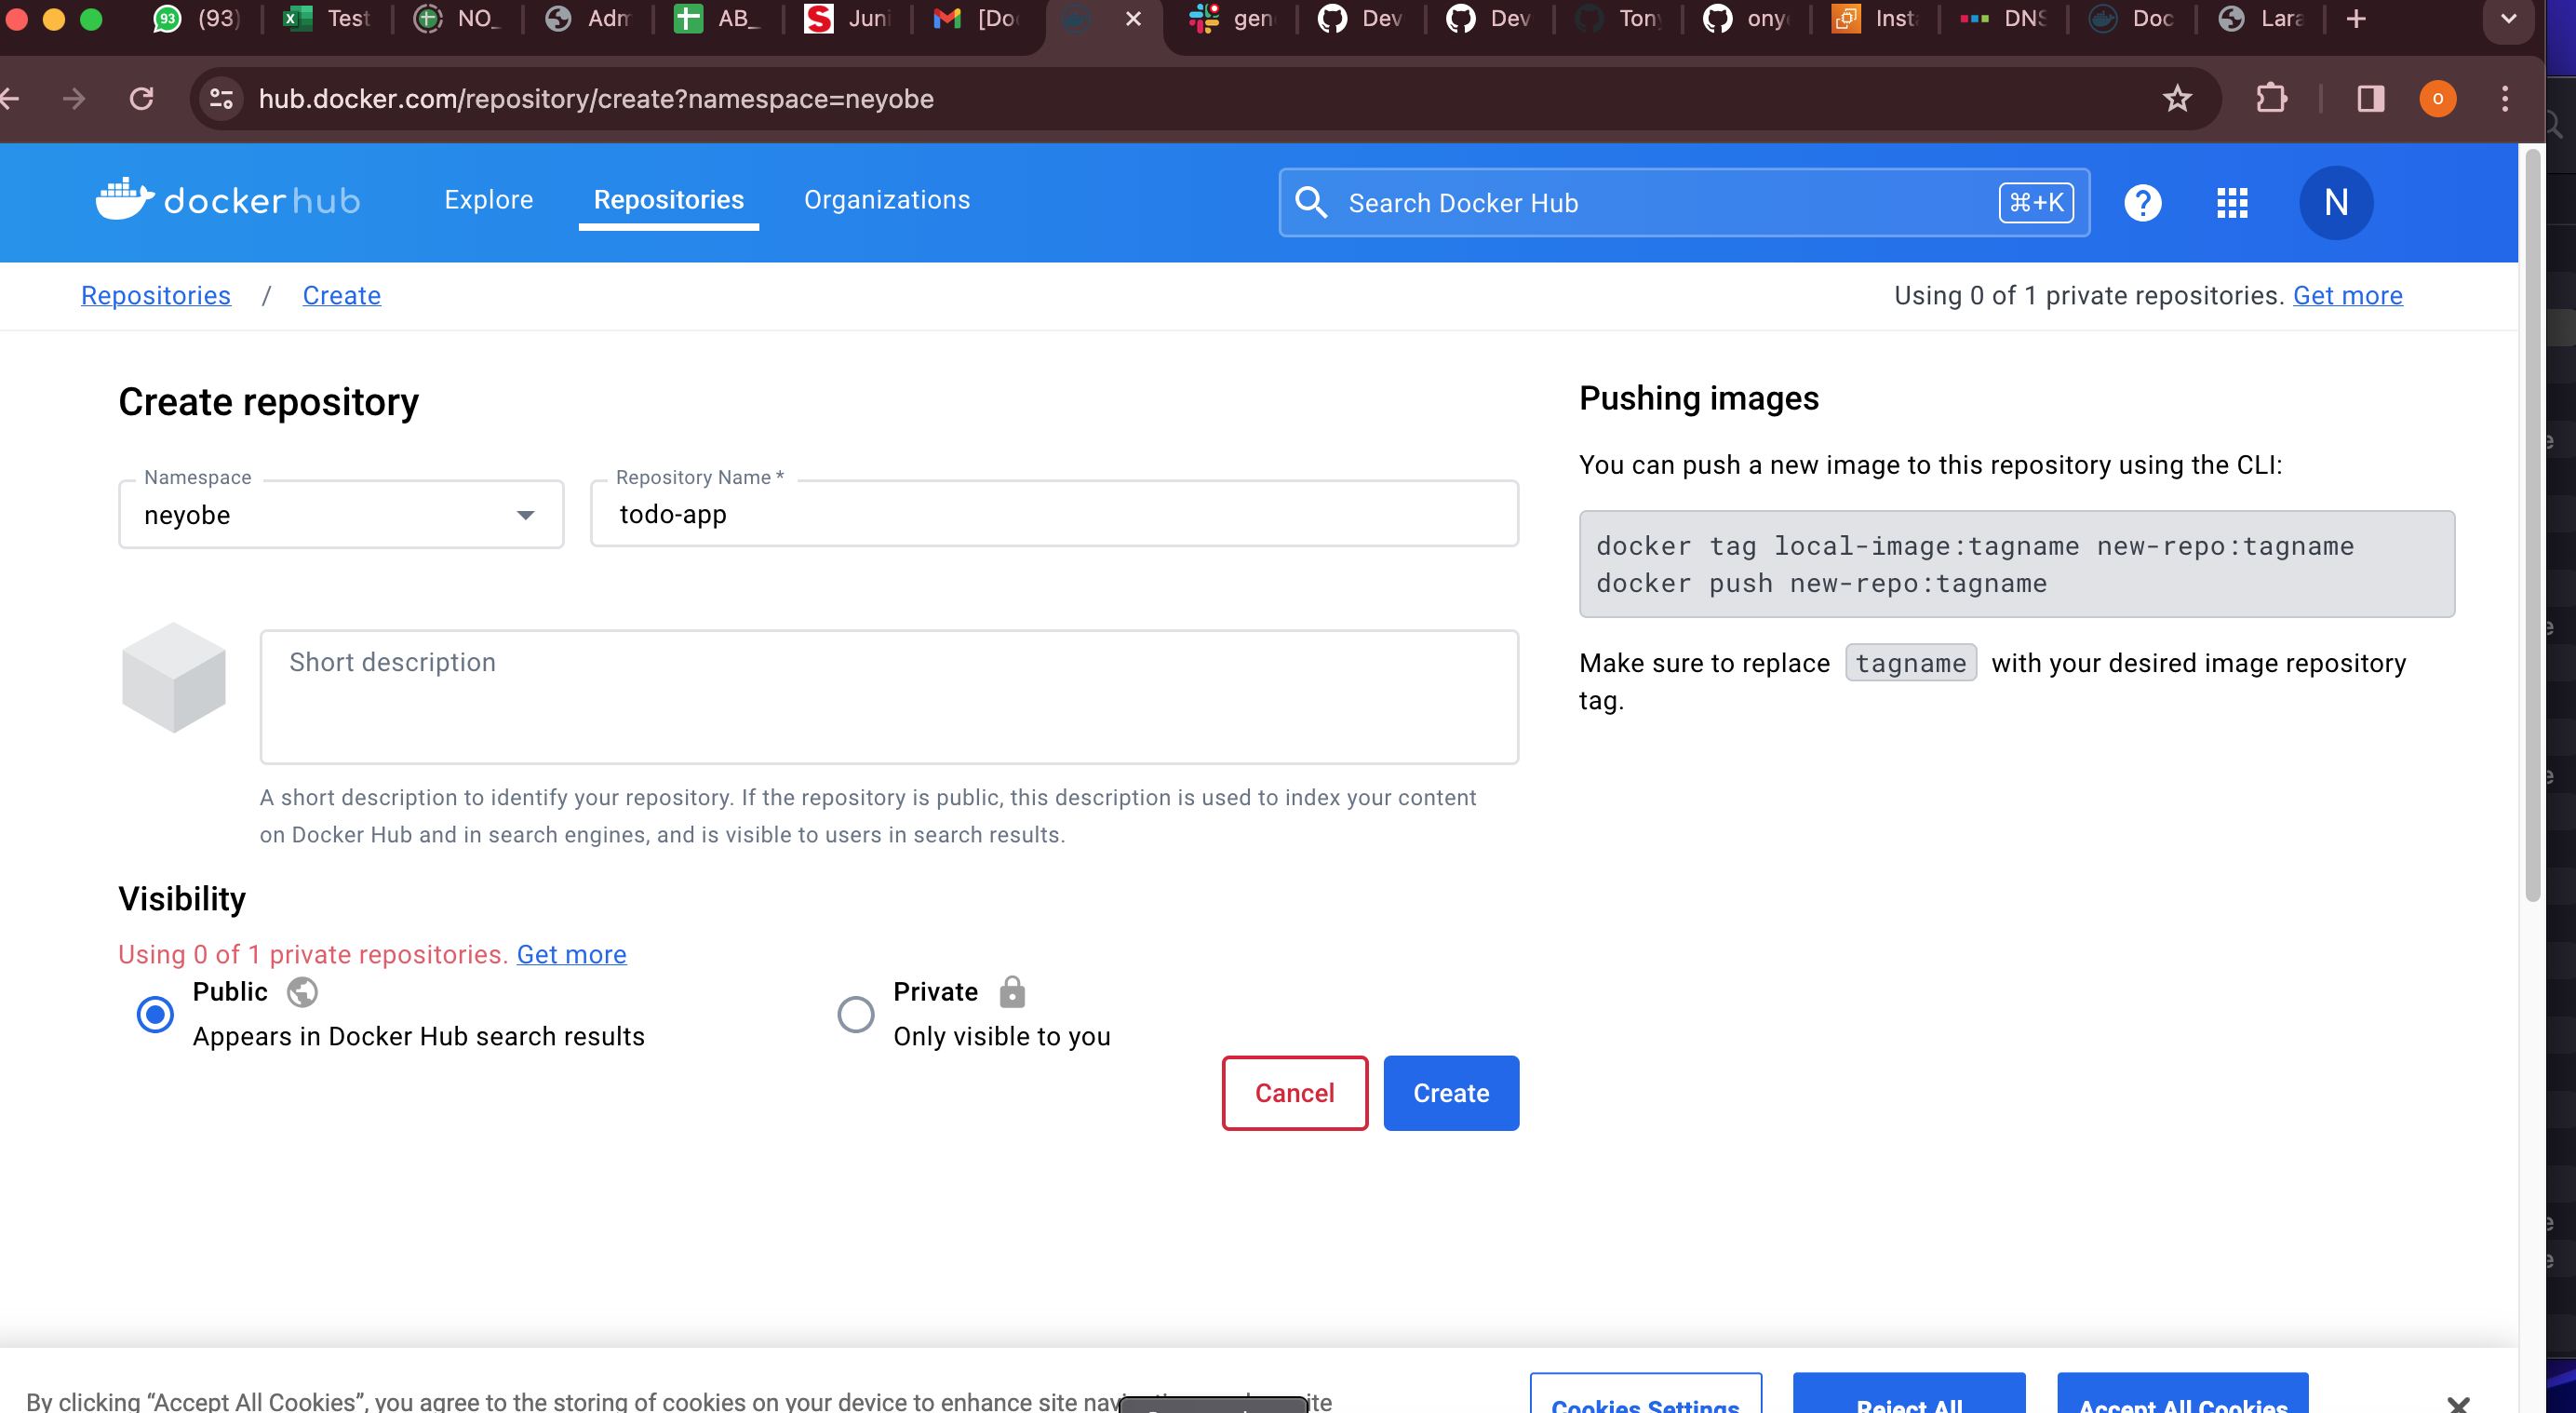 (93)
Test
NO_
Adm
AB_
Juni
[Doc
gen
Dev
Dev
Tony
onye
Inst
DNS
Doc
Lara
hub.docker.com/repository/create?namespace=neyobe
o
dockerhub
Explore
Repositories
Organizations
Search Docker Hub
⌘+K
?
N
Repositories / Create
Using 0 of 1 private repositories. Get more
Create repository
Namespace
neyobe
Repository Name *
todo-app
Short description
A short description to identify your repository. If the repository is public, this description is used to index your content
on Docker Hub and in search engines, and is visible to users in search results.
Visibility
Using 0 of 1 private repositories. Get more
Public
Appears in Docker Hub search results
Private
Only visible to you
Cancel
Create
Pushing images
You can push a new image to this repository using the CLI:
docker tag local-image:tagname new-repo:tagname
docker push new-repo:tagname
Make sure to replace tagname with your desired image repository
tag.
By clicking “Accept All Cookies”, you agree to the storing of cookies on your device to enhance site
Cookies Settings
Reject All
Accept All Cookies